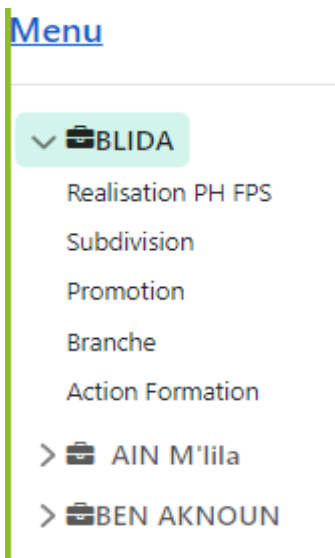 Menu
BLIDA
Realisation PH FPS
Subdivision
Promotion
Branche
Action Formation
AIN M'lila
BEN AKNOUN